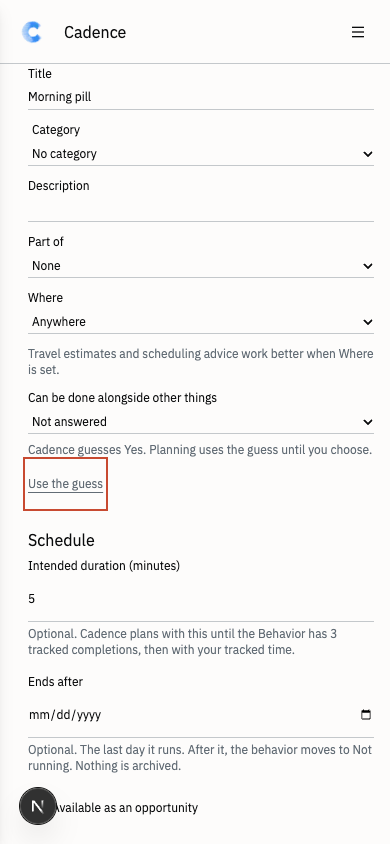 Cadence
Title
Morning pill
Category
No category
Description
Part of
None
Where
Anywhere
Travel estimates and scheduling advice work better when Where
is set.
Can be done alongside other things
Not answered
Cadence guesses Yes. Planning uses the guess until you choose.
Use the guess
Schedule
Intended duration (minutes)
5
Optional. Cadence plans with this until the Behavior has 3
tracked completions, then with your tracked time.
Ends after
mm/dd/yyyy
Optional. The last day it runs. After it, the behavior moves to Not
running. Nothing is archived.
N
Available as an opportunity